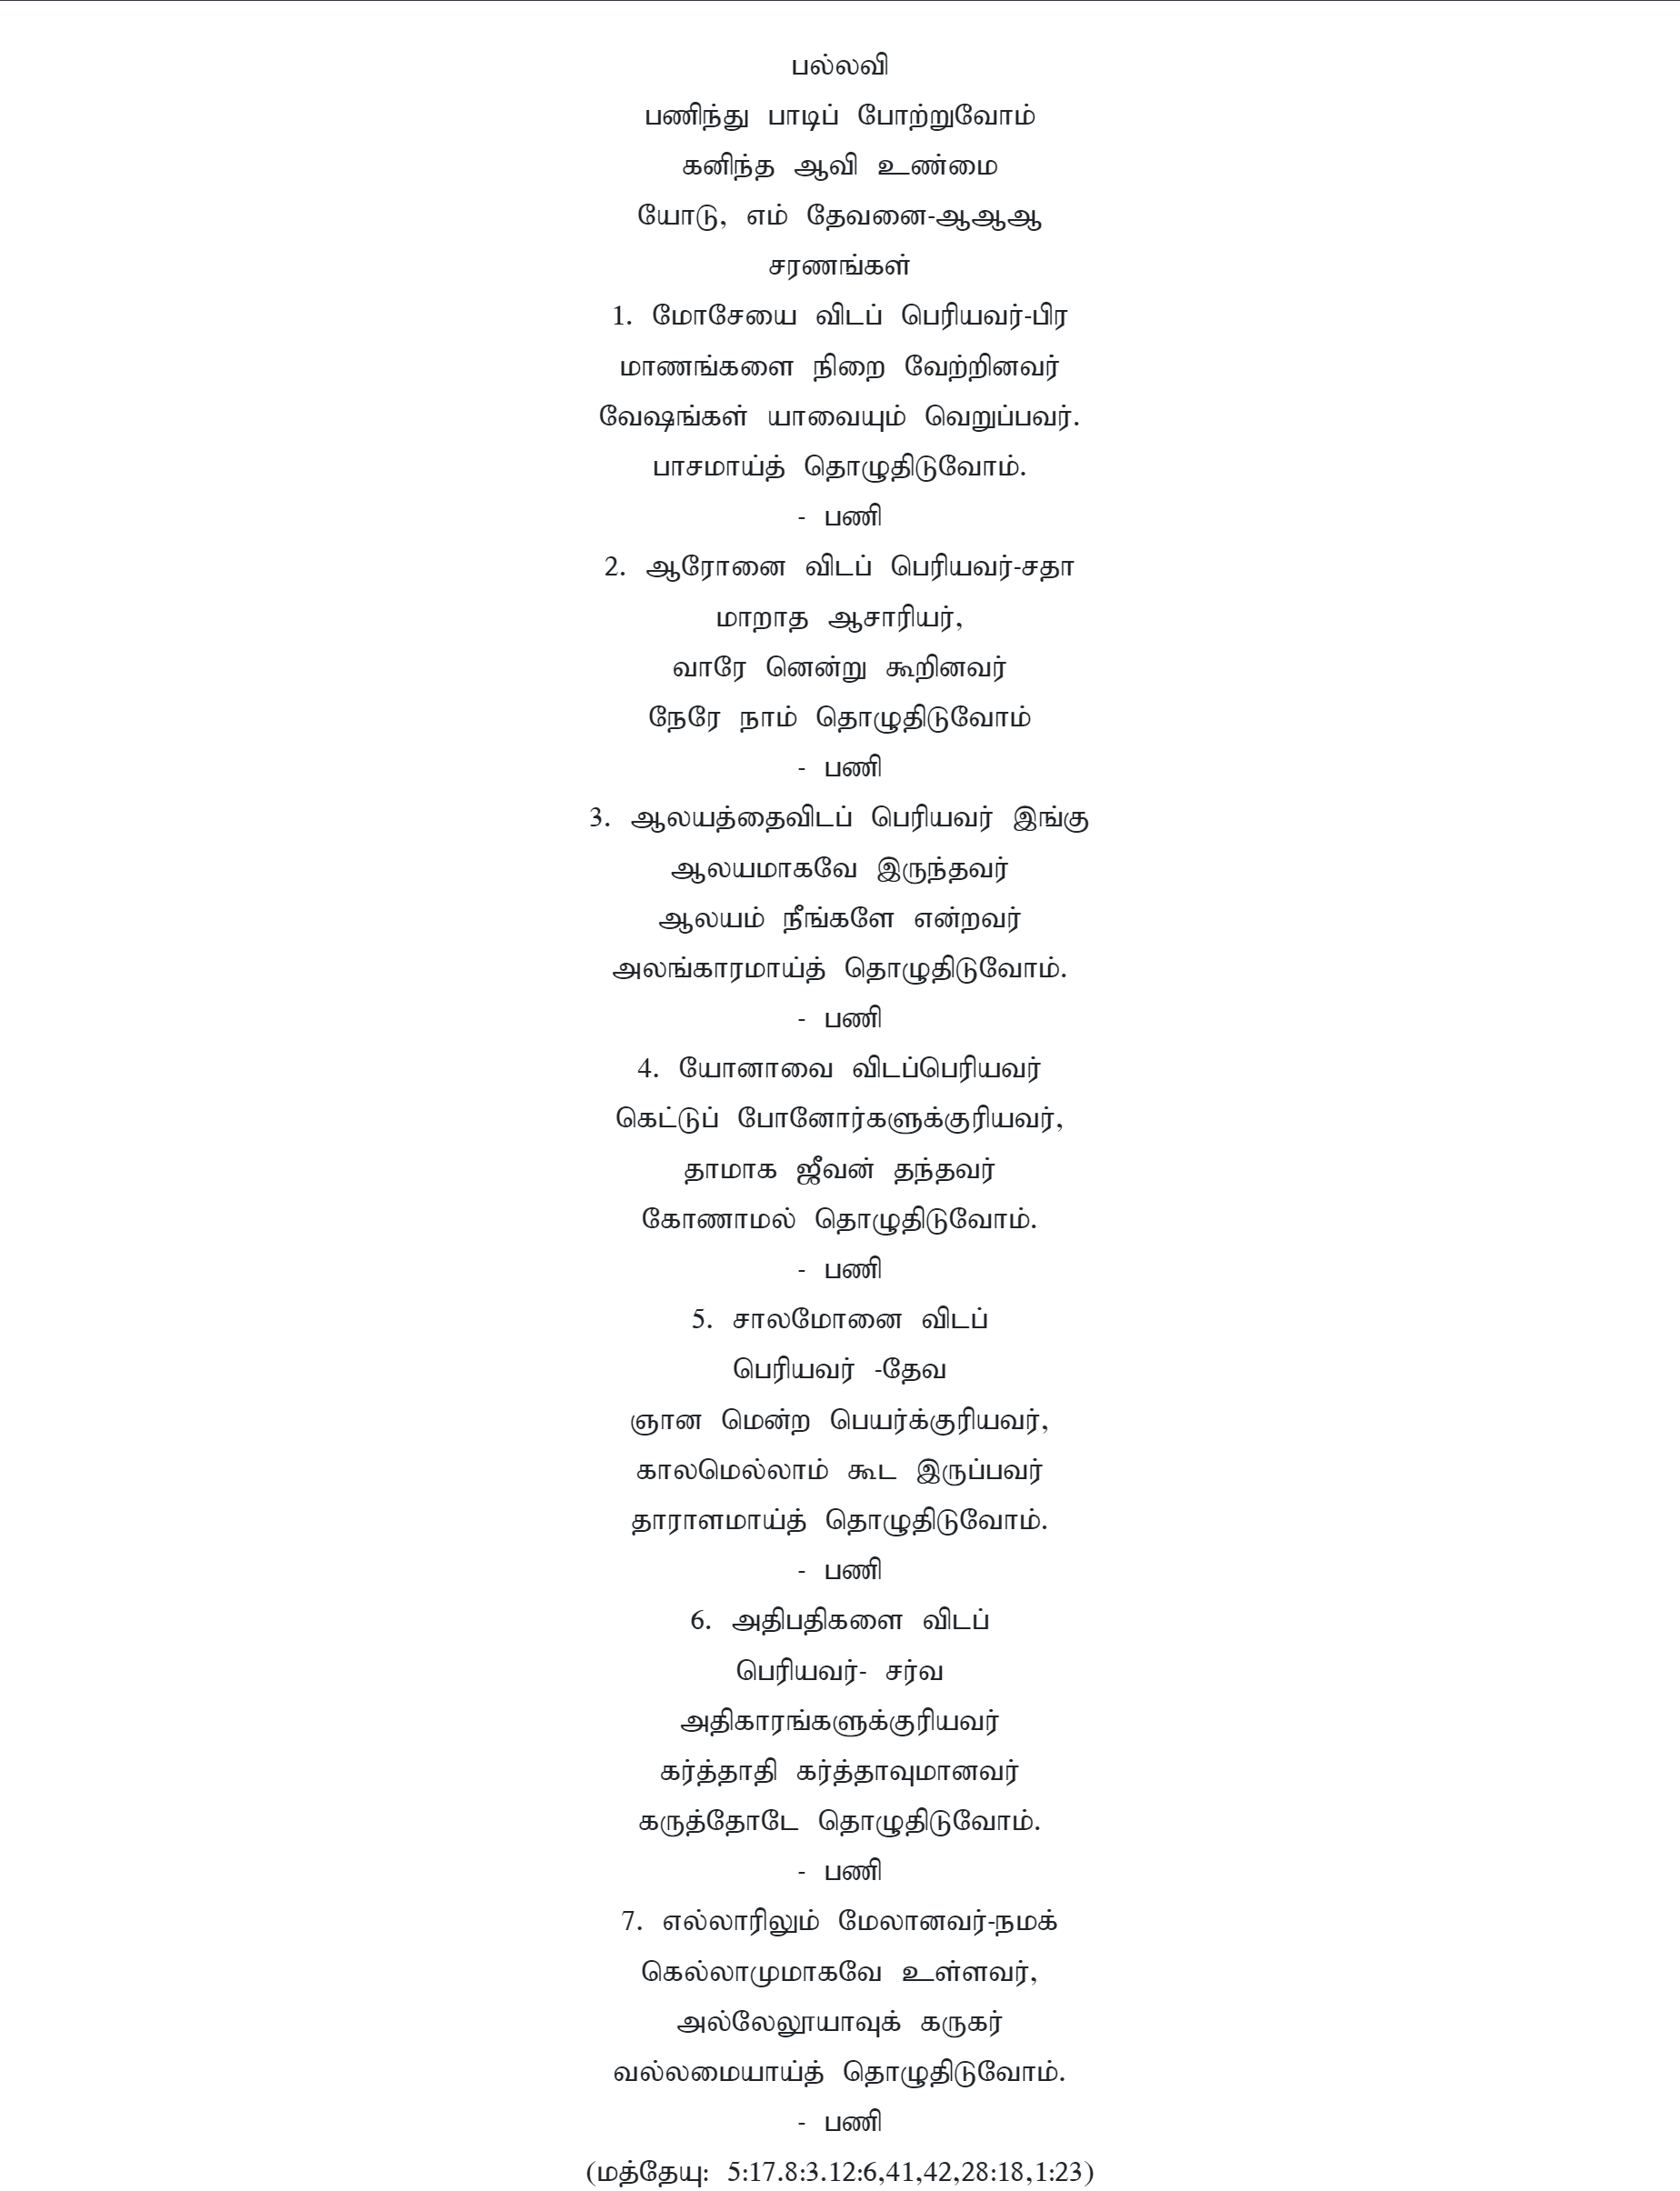 பல்லவி
பணிந்து பாடிப் போற்றுவோம்
கனிந்த ஆவி உண்மை
யோடு, எம் தேவனை-ஆஆஆ
சரணங்கள்
1. மோசேயை விடப் பெரியவர்-பிர
மாணங்களை நிறை வேற்றினவர்
வேஷங்கள் யாவையும் வெறுப்பவர்.
பாசமாய்த் தொழுதிடுவோம்.
- பணி
2. ஆரோனை விடப் பெரியவர்-சதா
மாறாத ஆசாரியர்,
வாரே னென்று கூறினவர்
நேரே நாம் தொழுதிடுவோம்
- பணி
3. ஆலயத்தைவிடப் பெரியவர் இங்கு
ஆலயமாகவே இருந்தவர்
ஆலயம் நீங்களே என்றவர்
அலங்காரமாய்த் தொழுதிடுவோம்.
- பணி
4. யோனாவை விடப்பெரியவர்
கெட்டுப் போனோர்களுக்குரியவர்,
தாமாக ஜீவன் தந்தவர்
கோணாமல் தொழுதிடுவோம்.
- பணி
5. சாலமோனை விடப்
பெரியவர் -தேவ
ஞான மென்ற பெயர்க்குரியவர்,
காலமெல்லாம் கூட இருப்பவர்
தாராளமாய்த் தொழுதிடுவோம்.
- பணி
6. அதிபதிகளை விடப்
பெரியவர்- சர்வ
அதிகாரங்களுக்குரியவர்
கர்த்தாதி கர்த்தாவுமானவர்
கருத்தோடே தொழுதிடுவோம்.
- பணி
7. எல்லாரிலும் மேலானவர்-நமக்
கெல்லாமுமாகவே உள்ளவர்,
அல்லேலூயாவுக் கருகர்
வல்லமையாய்த் தொழுதிடுவோம்.
- பணி
(மத்தேயு: 5:17.8:3.12:6,41,42,28:18,1:23)